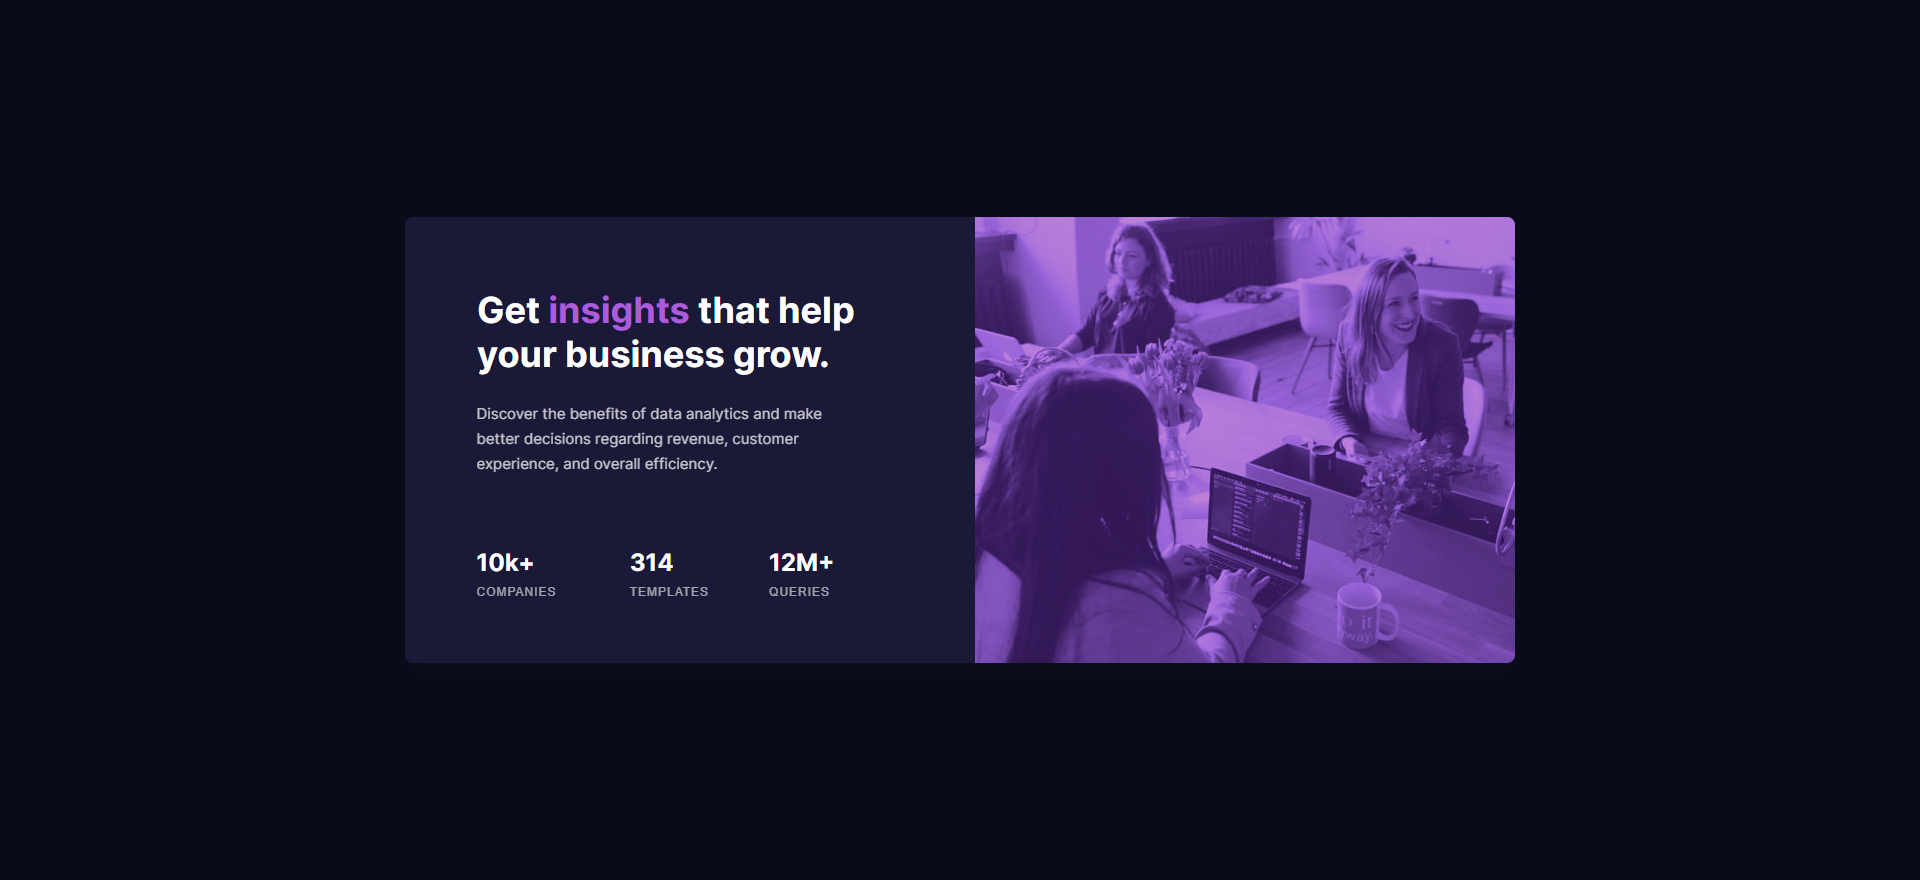 Get insights that help
your business grow.
Discover the benefits of data analytics and make
better decisions regarding revenue, customer
experience, and overall efficiency.
10k+ 314 12M+
COMPANIES TEMPLATES QUERIES